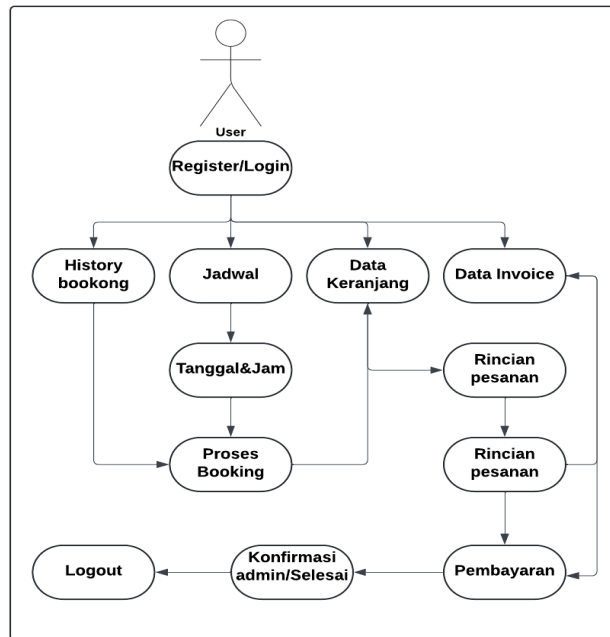 User
Register/Login
History
bookong
Jadwal
Data
Keranjang
Data Invoice
Tanggal&Jam
Rincian
pesanan
Proses
Booking
Rincian
pesanan
Logout
Konfirmasi
admin/Selesai
Pembayaran